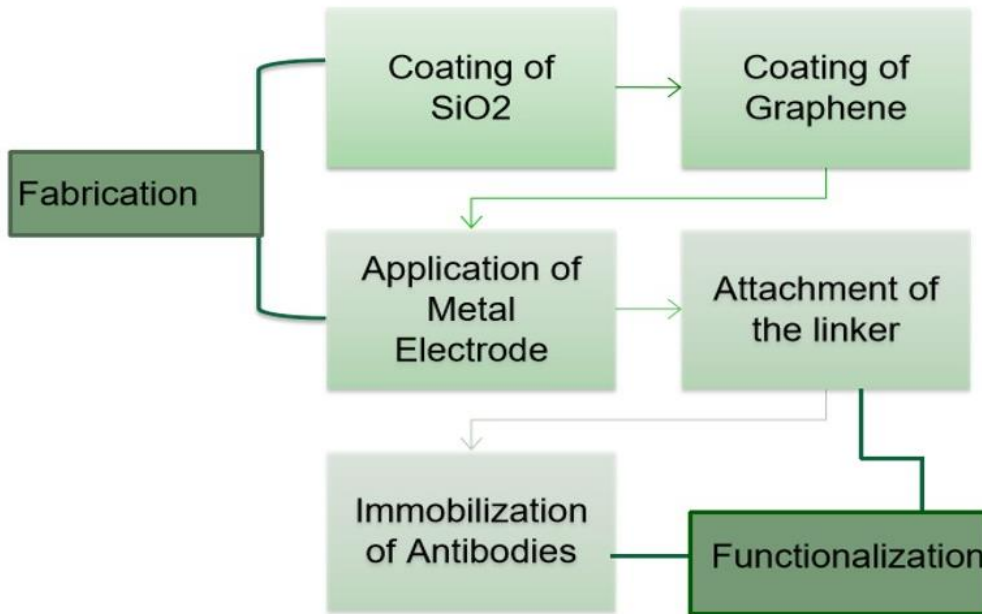 Coating of
SiO2
Coating of
Graphene
Fabrication
Application of
Metal
Electrode
Attachment of
the linker
Immobilization
of Antibodies
Functionalization